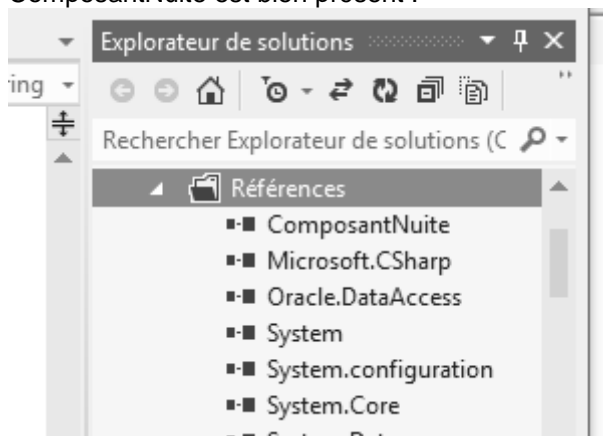 ComposantNuite est bien présent :
Explorateur de solutions
ring
Rechercher Explorateur de solutions (C
Références
ComposantNuite
Microsoft.CSharp
Oracle.DataAccess
System
System.configuration
System.Core